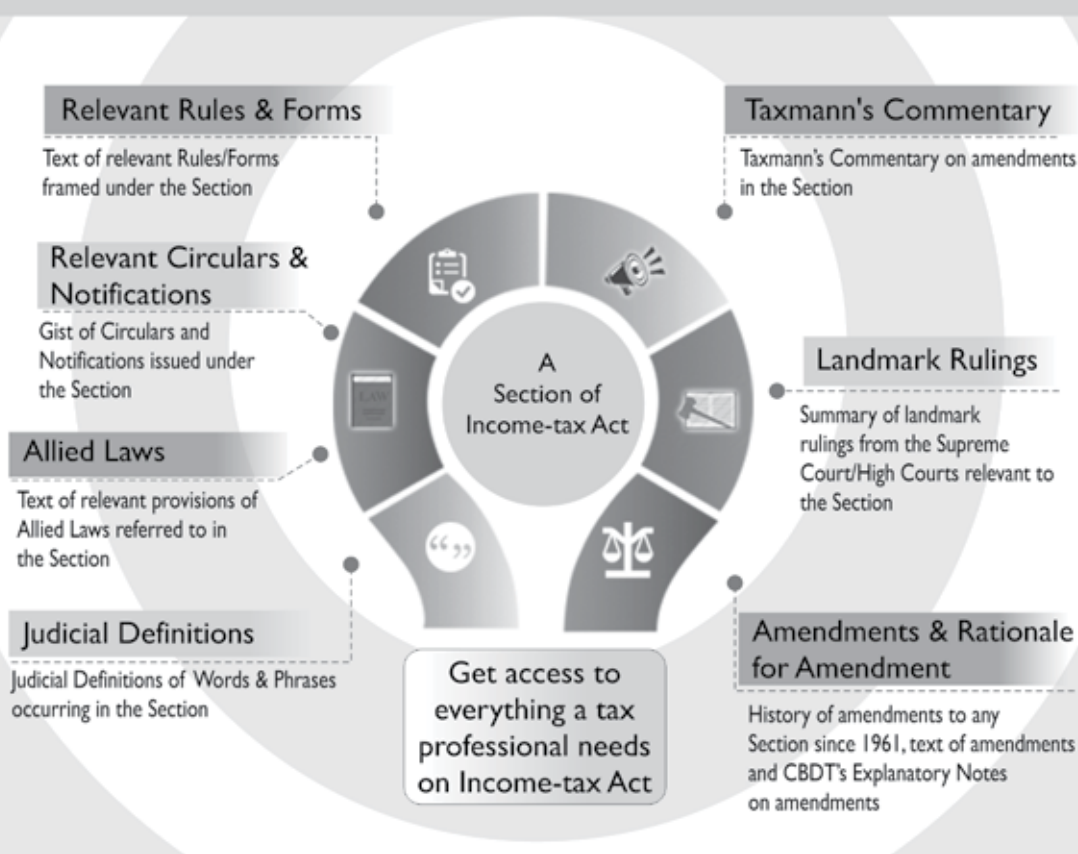 Relevant Rules & Forms
Text of relevant Rules/Forms
framed under the Section
Relevant Circulars &
Notifications
Gist of Circulars and
Notifications issued under
the Section
Allied Laws
Text of relevant provisions of
Allied Laws referred to in
the Section
Judicial Definitions
Judicial Definitions of Words & Phrases
occurring in the Section
A
Section of
Income-tax Act
LAW
Get access to
everything a tax
professional needs
on Income-tax Act
Taxmann's Commentary
Taxmann's Commentary on amendments
in the Section
Landmark Rulings
Summary of landmark
rulings from the Supreme
Court/High Courts relevant to
the Section
Amendments & Rationale
for Amendment
History of amendments to any
Section since 1961, text of amendments
and CBDT's Explanatory Notes
on amendments